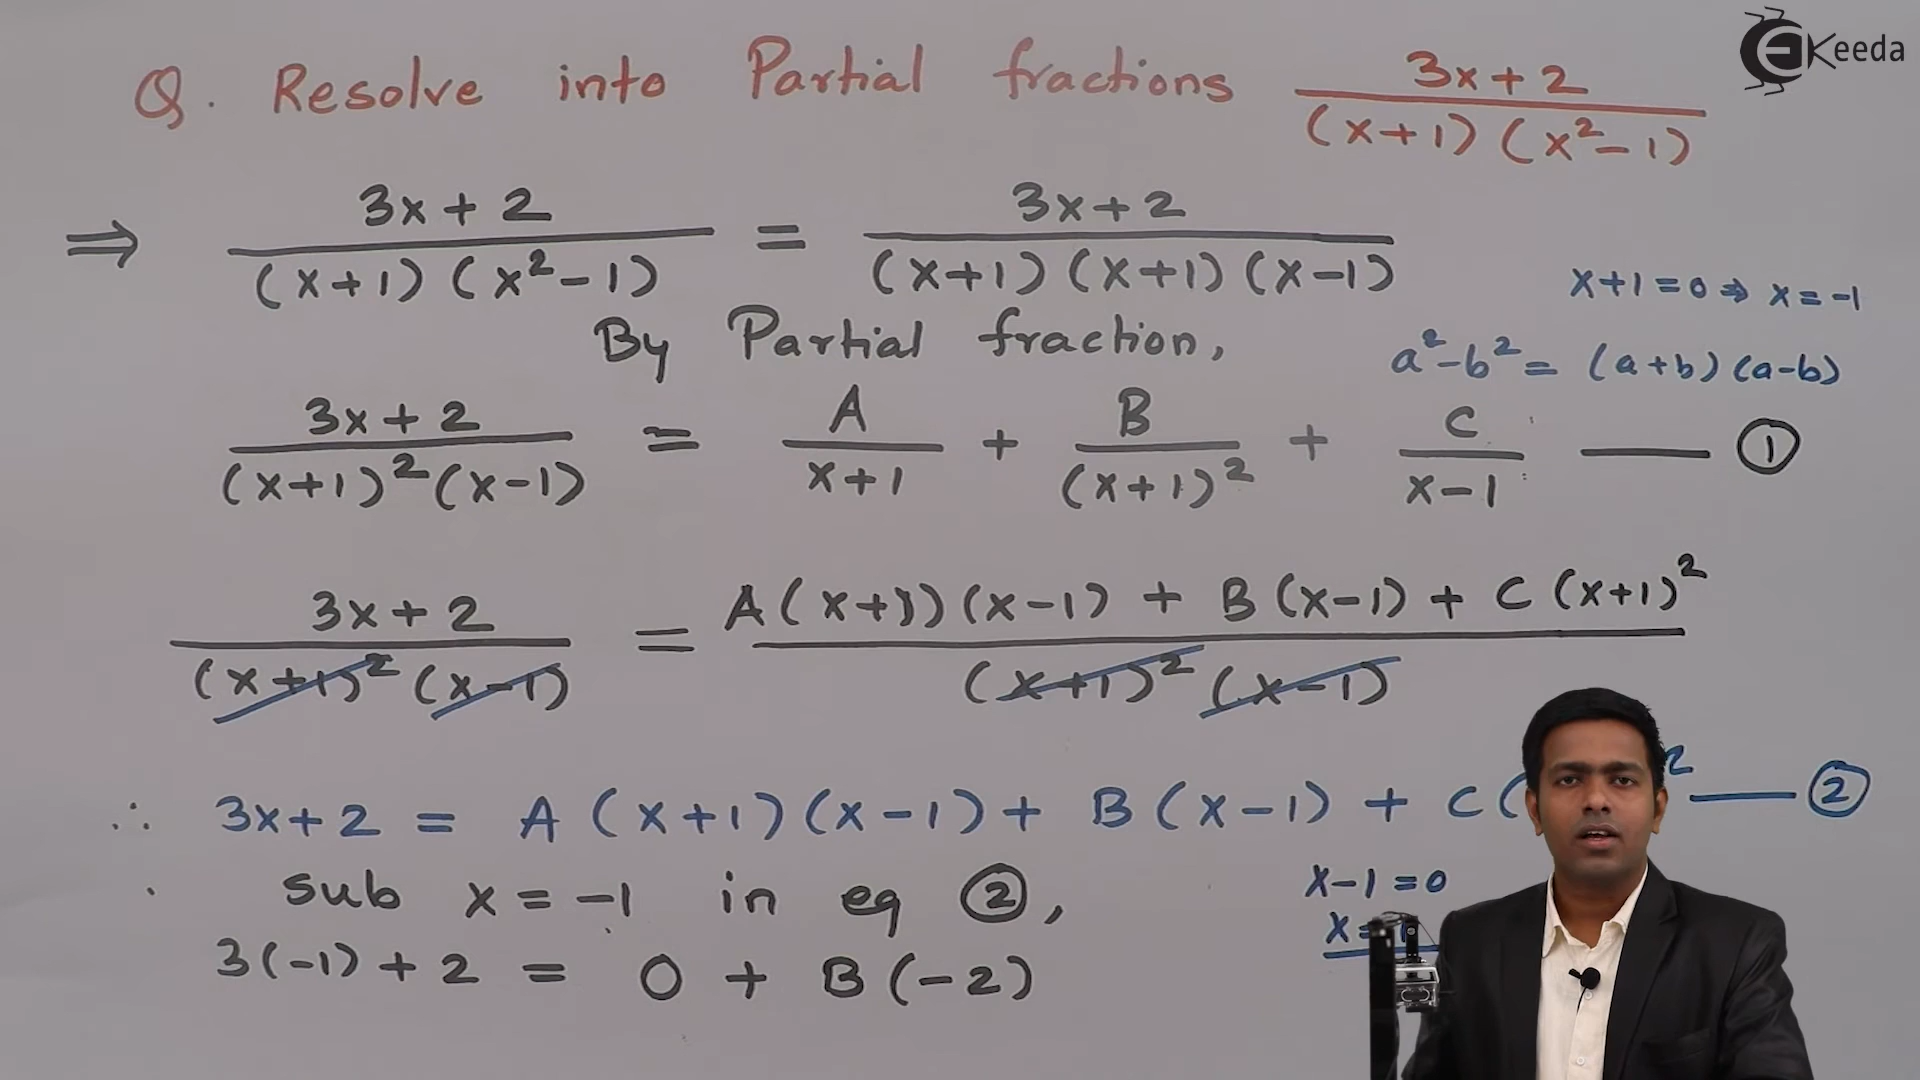 EKeeda
Q. Resolve into Partial fractions (3x+2)/((x+1)(x²-1))
⇒ (3x+2)/((x+1)(x²-1)) = (3x+2)/((x+1)(x+1)(x-1))
x+1=0 ⇒ x=-1
By Partial fraction,
a²-b² = (a+b)(a-b)
(3x+2)/((x+1)²(x-1)) = A/(x+1) + B/(x+1)² + C/(x-1) — ①
(3x+2)/((x+1)²(x-1)) = (A(x+1)(x-1) + B(x-1) + C(x+1)²)/((x+1)²(x-1))
∴ 3x+2 = A(x+1)(x-1) + B(x-1) + C( ² — ②
sub x = -1 in eq ②,
x-1=0
3(-1)+2 = 0 + B(-2)